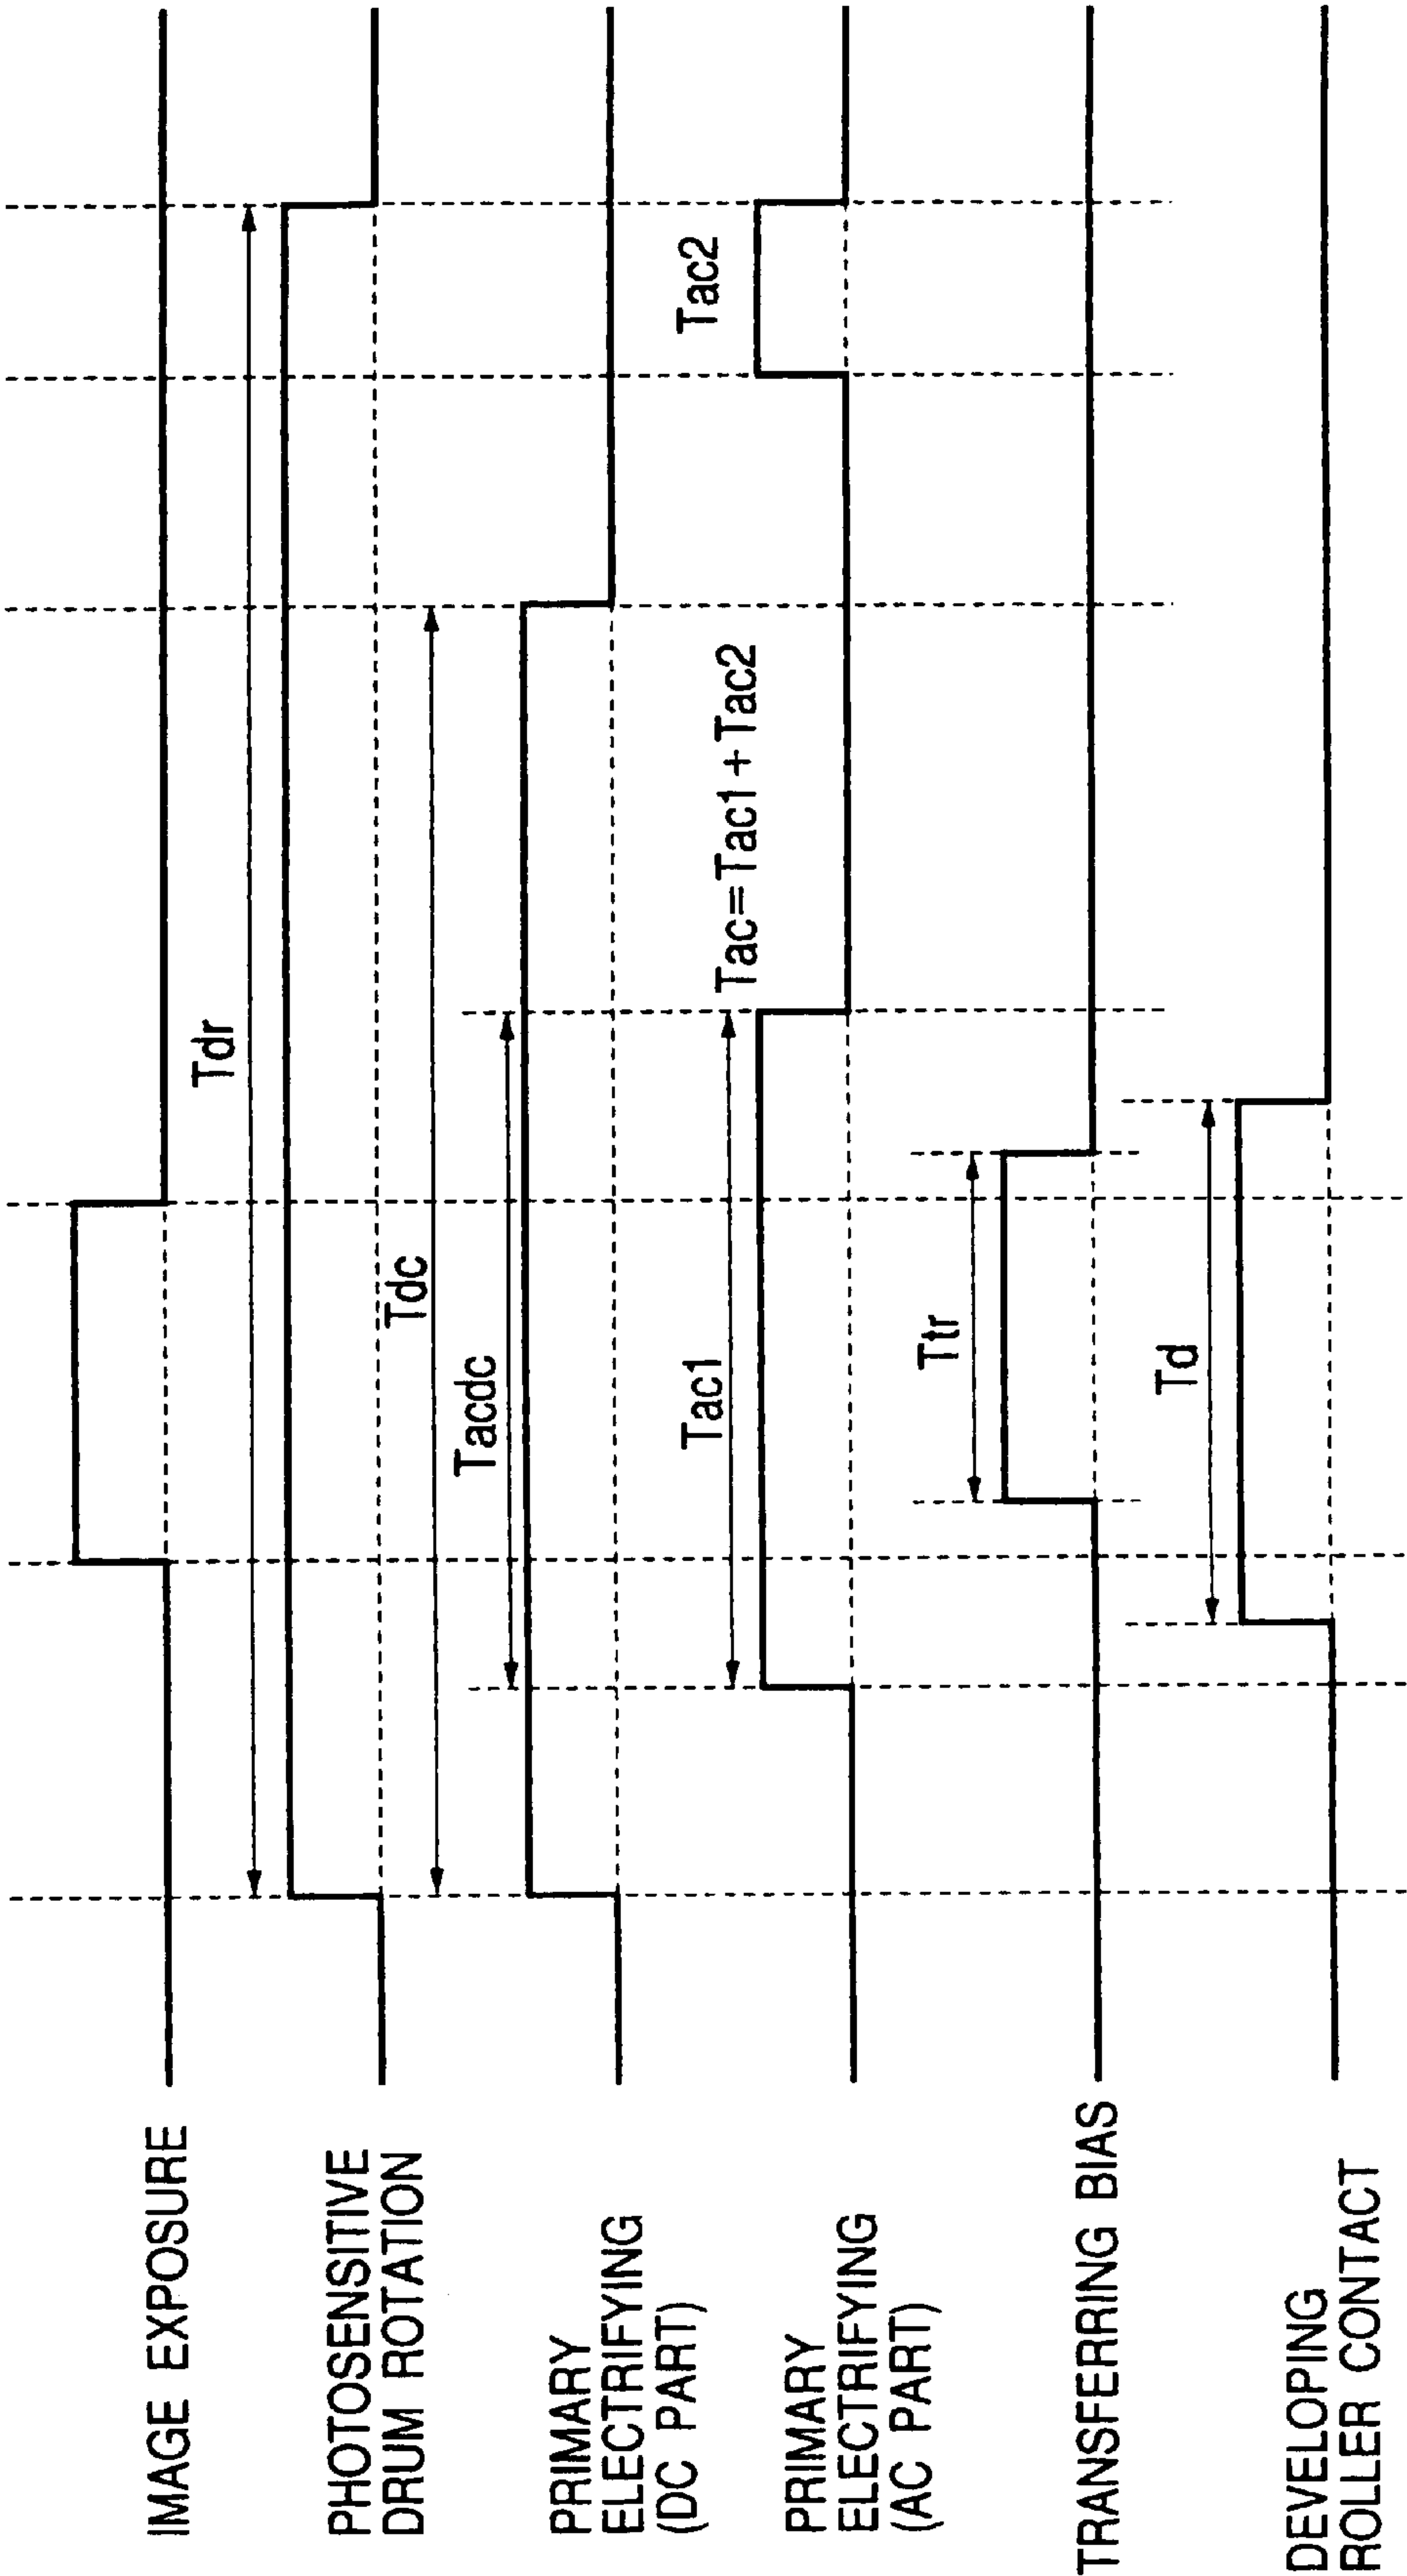 IMAGE EXPOSURE
Tdr
PHOTOSENSITIVE
DRUM ROTATION
Tdc
Tacdc
PRIMARY
ELECTRIFYING
(DC PART)
Tac1
Tac=Tac1+Tac2
Tac2
PRIMARY
ELECTRIFYING
(AC PART)
Ttr
TRANSFERRING BIAS
Td
DEVELOPING
ROLLER CONTACT